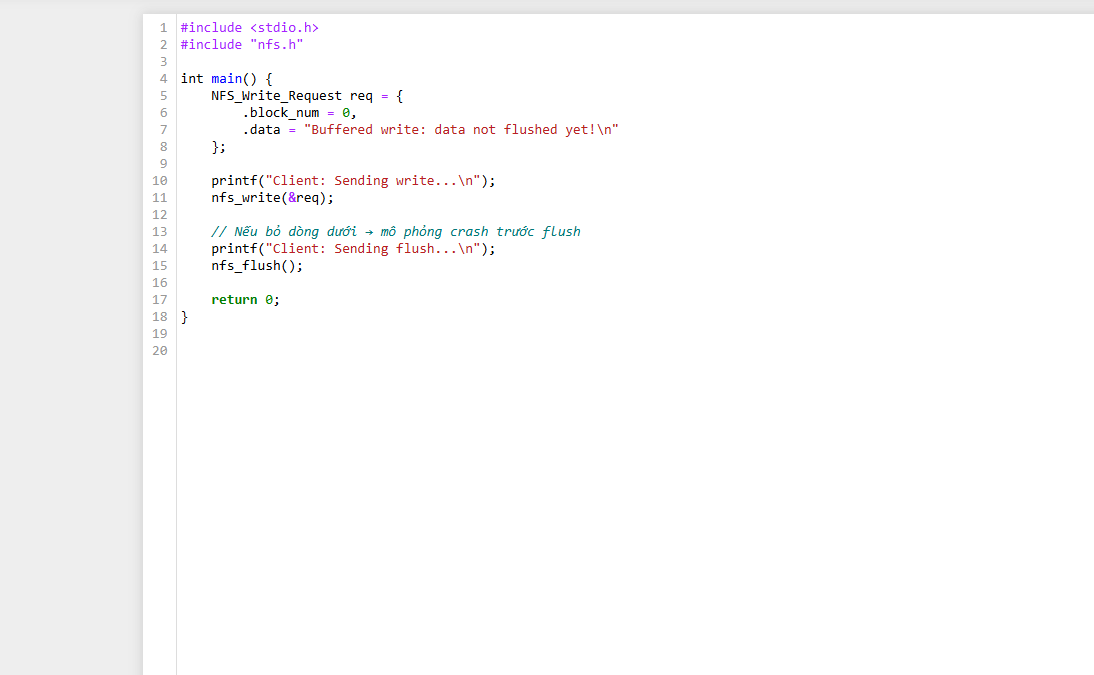 1 #include <stdio.h>
2 #include "nfs.h"
3
4 int main() {
5     NFS_Write_Request req = {
6         .block_num = 0,
7         .data = "Buffered write: data not flushed yet!\n"
8     };
9
10     printf("Client: Sending write...\n");
11     nfs_write(&req);
12
13     // Nếu bỏ dòng dưới → mô phỏng crash trước flush
14     printf("Client: Sending flush...\n");
15     nfs_flush();
16
17     return 0;
18 }
19
20